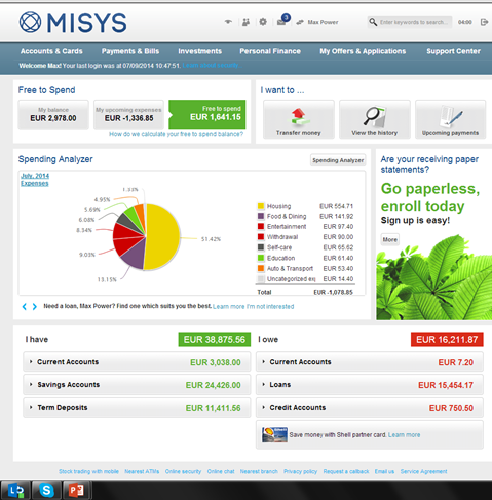 MISYS
3
Max Power
Enter keywords to search...
04:00
Accounts & Cards
Payments & Bills
Investments
Personal Finance
My Offers & Applications
Support Center
Welcome Max! Your last login was at 07/09/2014 10:47:51.
Free to Spend
My balance
EUR 2,978.00
My upcoming expenses
EUR -1,336.85
Free to spend
EUR 1,641.15
How do we calculate your free to spend balance?
I want to ...
Transfer money
View the history
Upcoming payments
Spending Analyzer
Spending Analyzer
July, 2014
Expenses
4.95%
5.69%
6.08%
8.34%
9.03%
13.15%
51.42%
Housing EUR 554.71
Food & Dining EUR 141.92
Entertainment EUR 97.40
Withdrawal EUR 90.00
Self-care EUR 65.62
Education EUR 61.40
Auto & Transport EUR 53.40
Uncategorized ex EUR 14.40
Total EUR -1,078.85
Need a loan, Max Power? Find one which suits you the best. Learn more I'm not interested
Are your receiving paper
statements?
Go paperless,
enroll today
Sign up is easy!
More
I have EUR 38,875.56
Current Accounts EUR 3,038.00
Savings Accounts EUR 24,426.00
Term Deposits EUR 11,411.56
I owe EUR 16,211.87
Current Accounts EUR 7.20
Loans EUR 15,454.17
Credit Accounts EUR 750.50
Save money with Shell partner card. Learn more
Stock trading with mobile
Nearest ATMs
Online security
IOnline chat
Nearest branch
Privacy policy
Request a callback
Email us
Service Agreement